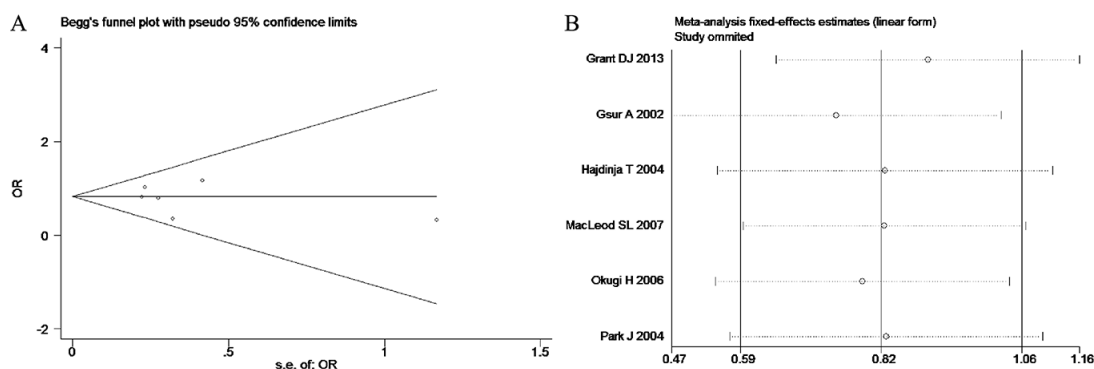 A
Begg's funnel plot with pseudo 95% confidence limits
4
2
0
-2
OR
0
.5
1
1.5
s.e. of: OR
B
Meta-analysis fixed-effects estimates (linear form)
Study ommited
Grant DJ 2013
Gsur A 2002
Hajdinja T 2004
MacLeod SL 2007
Okugi H 2006
Park J 2004
0.47
0.59
0.82
1.06
1.16